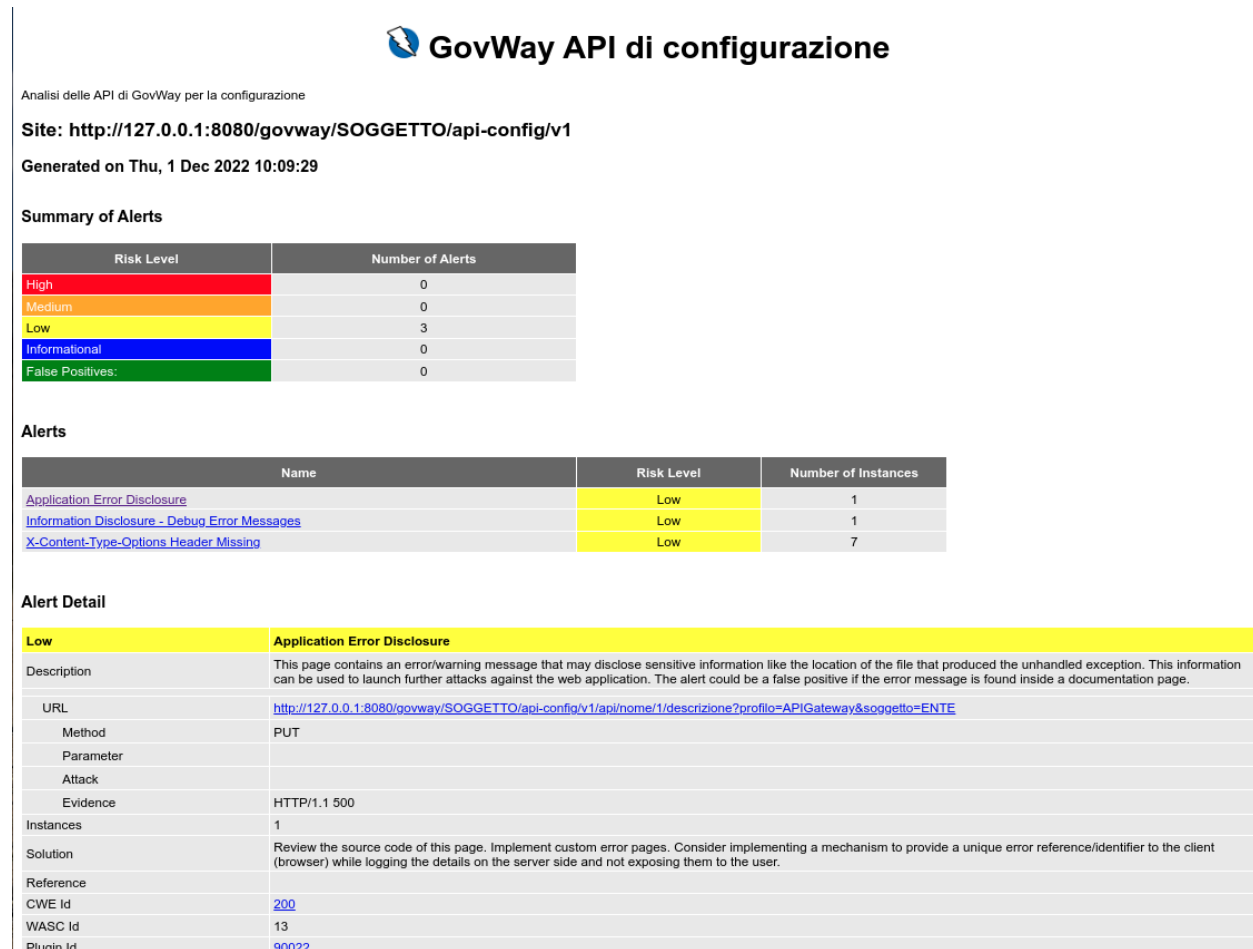 GovWay API di configurazione
Analisi delle API di GovWay per la configurazione
Site: http://127.0.0.1:8080/govway/SOGGETTO/api-config/v1
Generated on Thu, 1 Dec 2022 10:09:29
Summary of Alerts
Risk Level Number of Alerts
High 0
Medium 0
Low 3
Informational 0
False Positives: 0
Alerts
Name Risk Level Number of Instances
Application Error Disclosure Low 1
Information Disclosure - Debug Error Messages Low 1
X-Content-Type-Options Header Missing Low 7
Alert Detail
Low Application Error Disclosure
Description This page contains an error/warning message that may disclose sensitive information like the location of the file that produced the unhandled exception. This information
can be used to launch further attacks against the web application. The alert could be a false positive if the error message is found inside a documentation page.
URL http://127.0.0.1:8080/govway/SOGGETTO/api-config/v1/api/nome/1/descrizione?profilo=APIGateway&soggetto=ENTE
Method PUT
Parameter
Attack
Evidence HTTP/1.1 500
Instances 1
Solution Review the source code of this page. Implement custom error pages. Consider implementing a mechanism to provide a unique error reference/identifier to the client
(browser) while logging the details on the server side and not exposing them to the user.
Reference
CWE Id 200
WASC Id 13
Plugin Id 90022